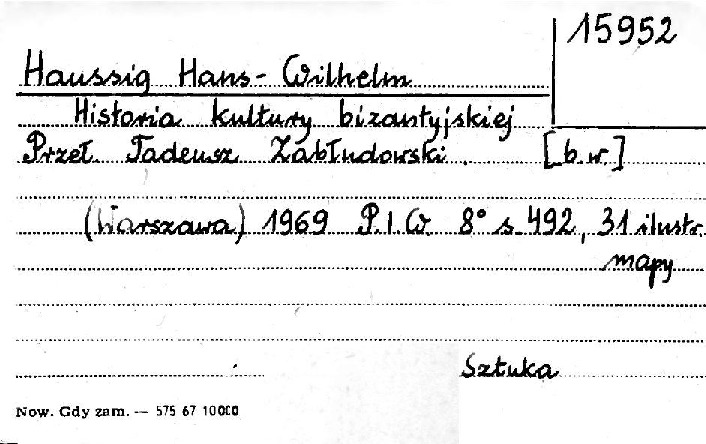 15952
Haussig Hans-Wilhelm
Historia kultury bizantyjskiej
Przeł Tadeusz Zabłudowski. [b.w.]
(Warszawa) 1969 P.I.W 8° s. 492, 31 ilustr.
mapy
Sztuka
Now. Gdy zam. — 575 67 10000